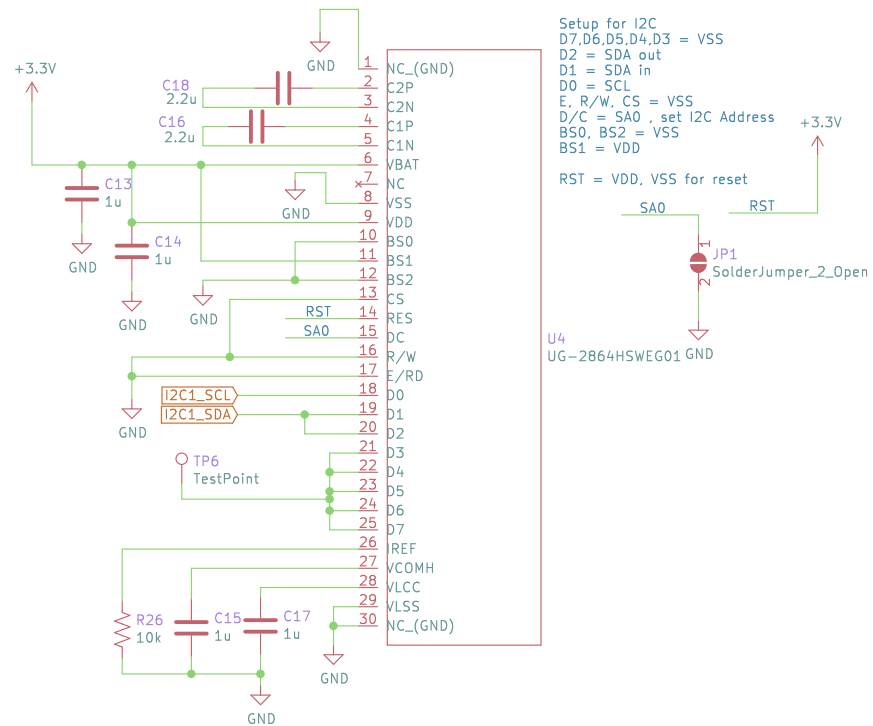 Setup for I2C
D7,D6,D5,D4,D3 = VSS
D2 = SDA out
D1 = SDA in
D0 = SCL
E, R/W, CS = VSS
D/C = SA0 , set I2C Address
BS0, BS2 = VSS
BS1 = VDD
RST = VDD, VSS for reset
+3.3V
GND
1 NC_(GND)
C18
2.2u
2 C2P
3 C2N
C16
2.2u
4 C1P
5 C1N
6 VBAT
7 NC
8 VSS
GND
9 VDD
10 BS0
11 BS1
12 BS2
13 CS
RST 14 RES
SA0 15 DC
16 R/W
17 E/RD
I2C1_SCL 18 D0
I2C1_SDA 19 D1
20 D2
21 D3
22 D4
23 D5
24 D6
25 D7
26 IREF
27 VCOMH
28 VLCC
29 VLSS
30 NC_(GND)
C13
1u
GND
C14
1u
GND
GND
GND
TP6
TestPoint
R26
10k
C15
1u
C17
1u
GND
GND
U4
UG-2864HSWEG01
+3.3V
SA0
RST
1
JP1
SolderJumper_2_Open
2
GND